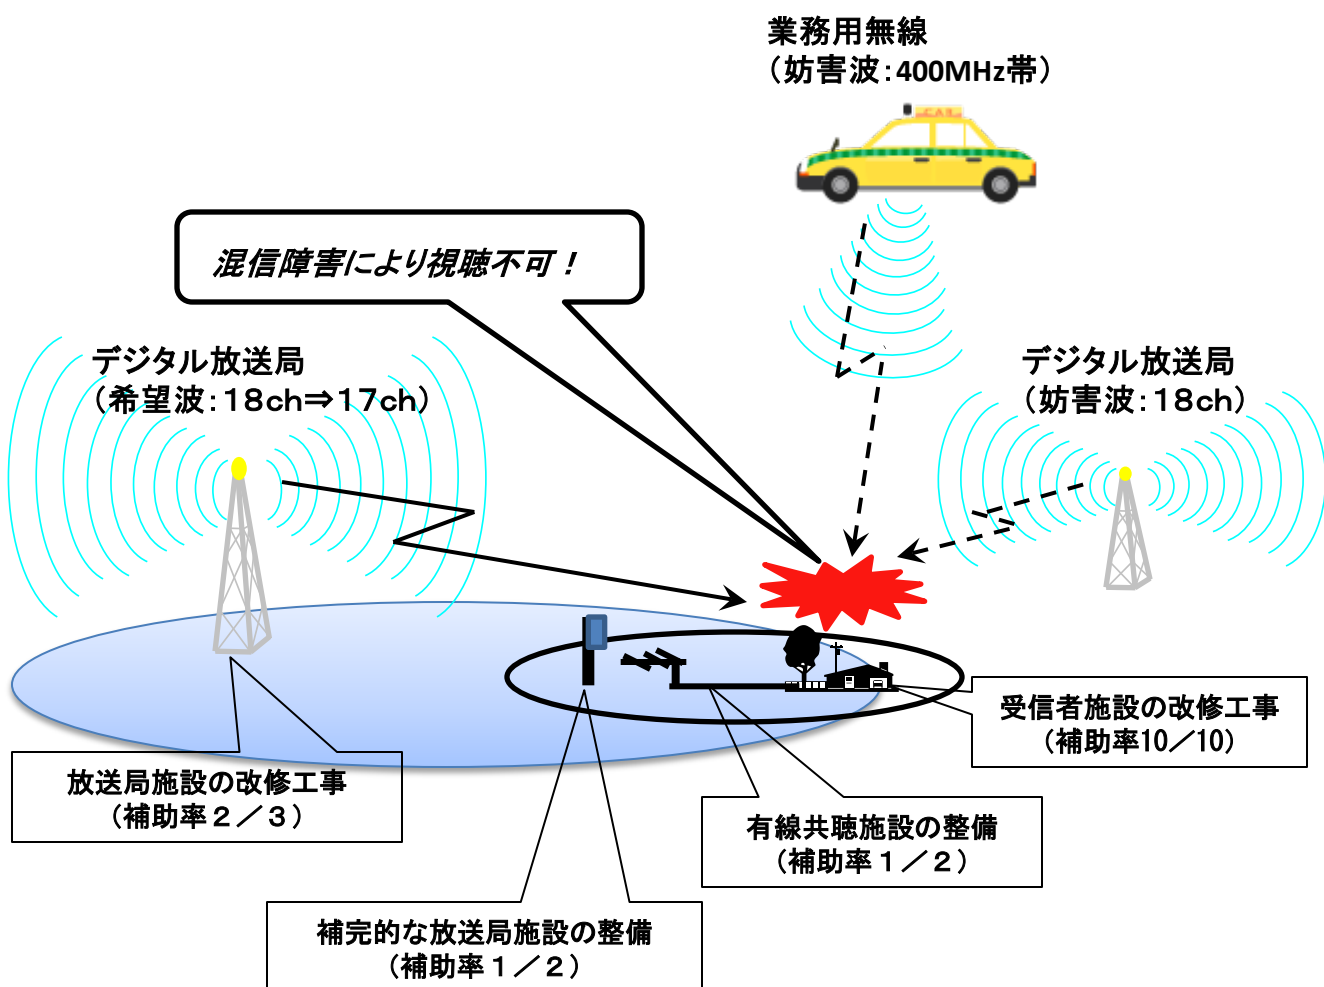 業務用無線
（妨害波：400MHz帯）
混信障害により視聴不可！
デジタル放送局
（希望波：１８ch⇒１７ch）
デジタル放送局
（妨害波：１８ch）
受信者施設の改修工事
（補助率10／10）
放送局施設の改修工事
（補助率２／３）
有線共聴施設の整備
（補助率１／２）
補完的な放送局施設の整備
（補助率１／２）